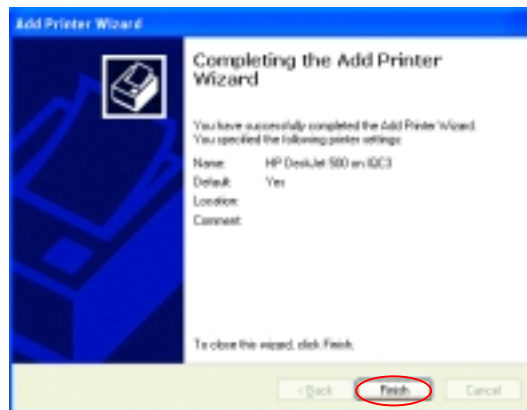 Add Printer Wizard
Completing the Add Printer
Wizard
You have successfully completed the Add Printer Wizard.
You specified the following printer settings:
Name: HP DeskJet 500 on IQC3
Default: Yes
Location:
Comment:
To close this wizard, click Finish.
< Back Finish Cancel